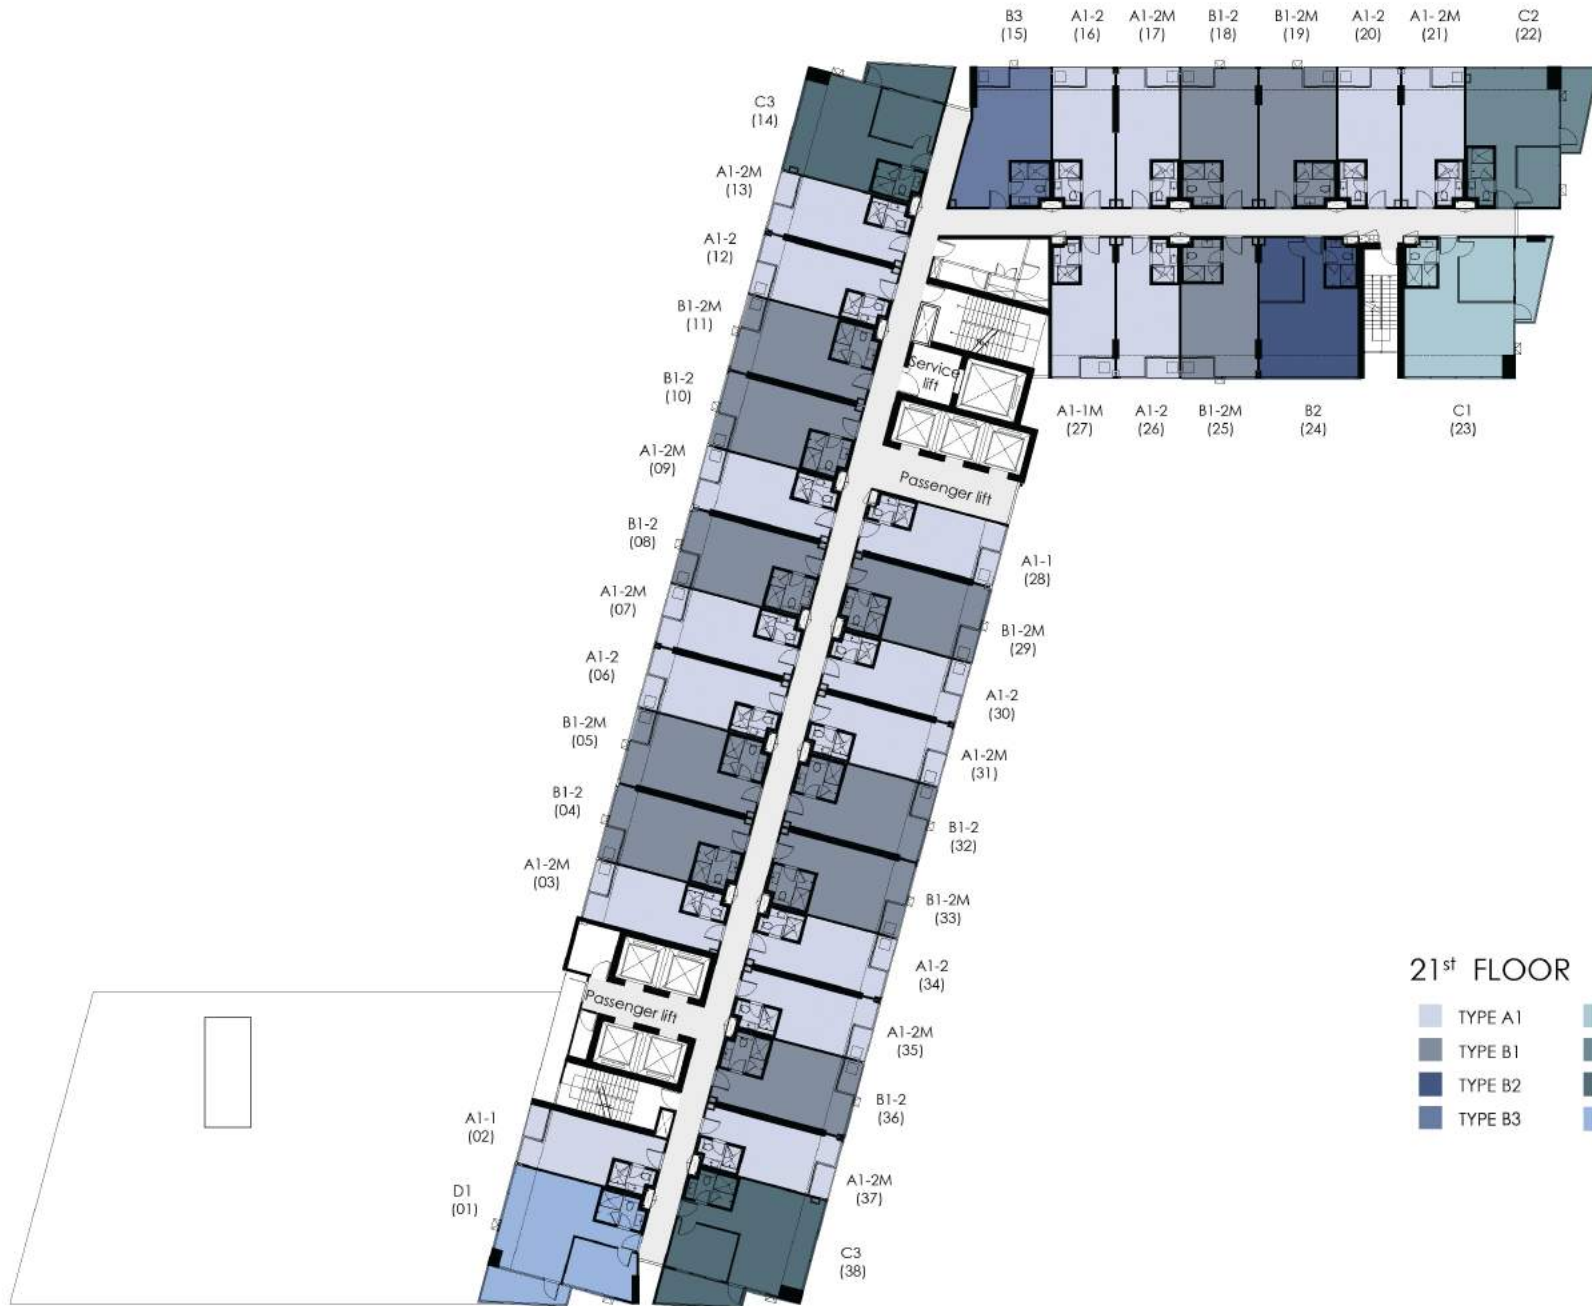 B3
(15)
A1-2
(16)
A1-2M
(17)
B1-2
(18)
B1-2M
(19)
A1-2
(20)
A1- 2M
(21)
C2
(22)
C3
(14)
A1-2M
(13)
A1-2
(12)
B1-2M
(11)
B1-2
(10)
A1-2M
(09)
B1-2
(08)
A1-2M
(07)
A1-2
(06)
B1-2M
(05)
B1-2
(04)
A1-2M
(03)
A1-1
(02)
D1
(01)
Service
lift
Passenger lift
Passenger lift
A1-1M
(27)
A1-2
(26)
B1-2M
(25)
B2
(24)
C1
(23)
A1-1
(28)
B1-2M
(29)
A1-2
(30)
A1-2M
(31)
B1-2
(32)
B1-2M
(33)
A1-2
(34)
A1-2M
(35)
B1-2
(36)
A1-2M
(37)
C3
(38)
21st FLOOR
TYPE A1
TYPE B1
TYPE B2
TYPE B3